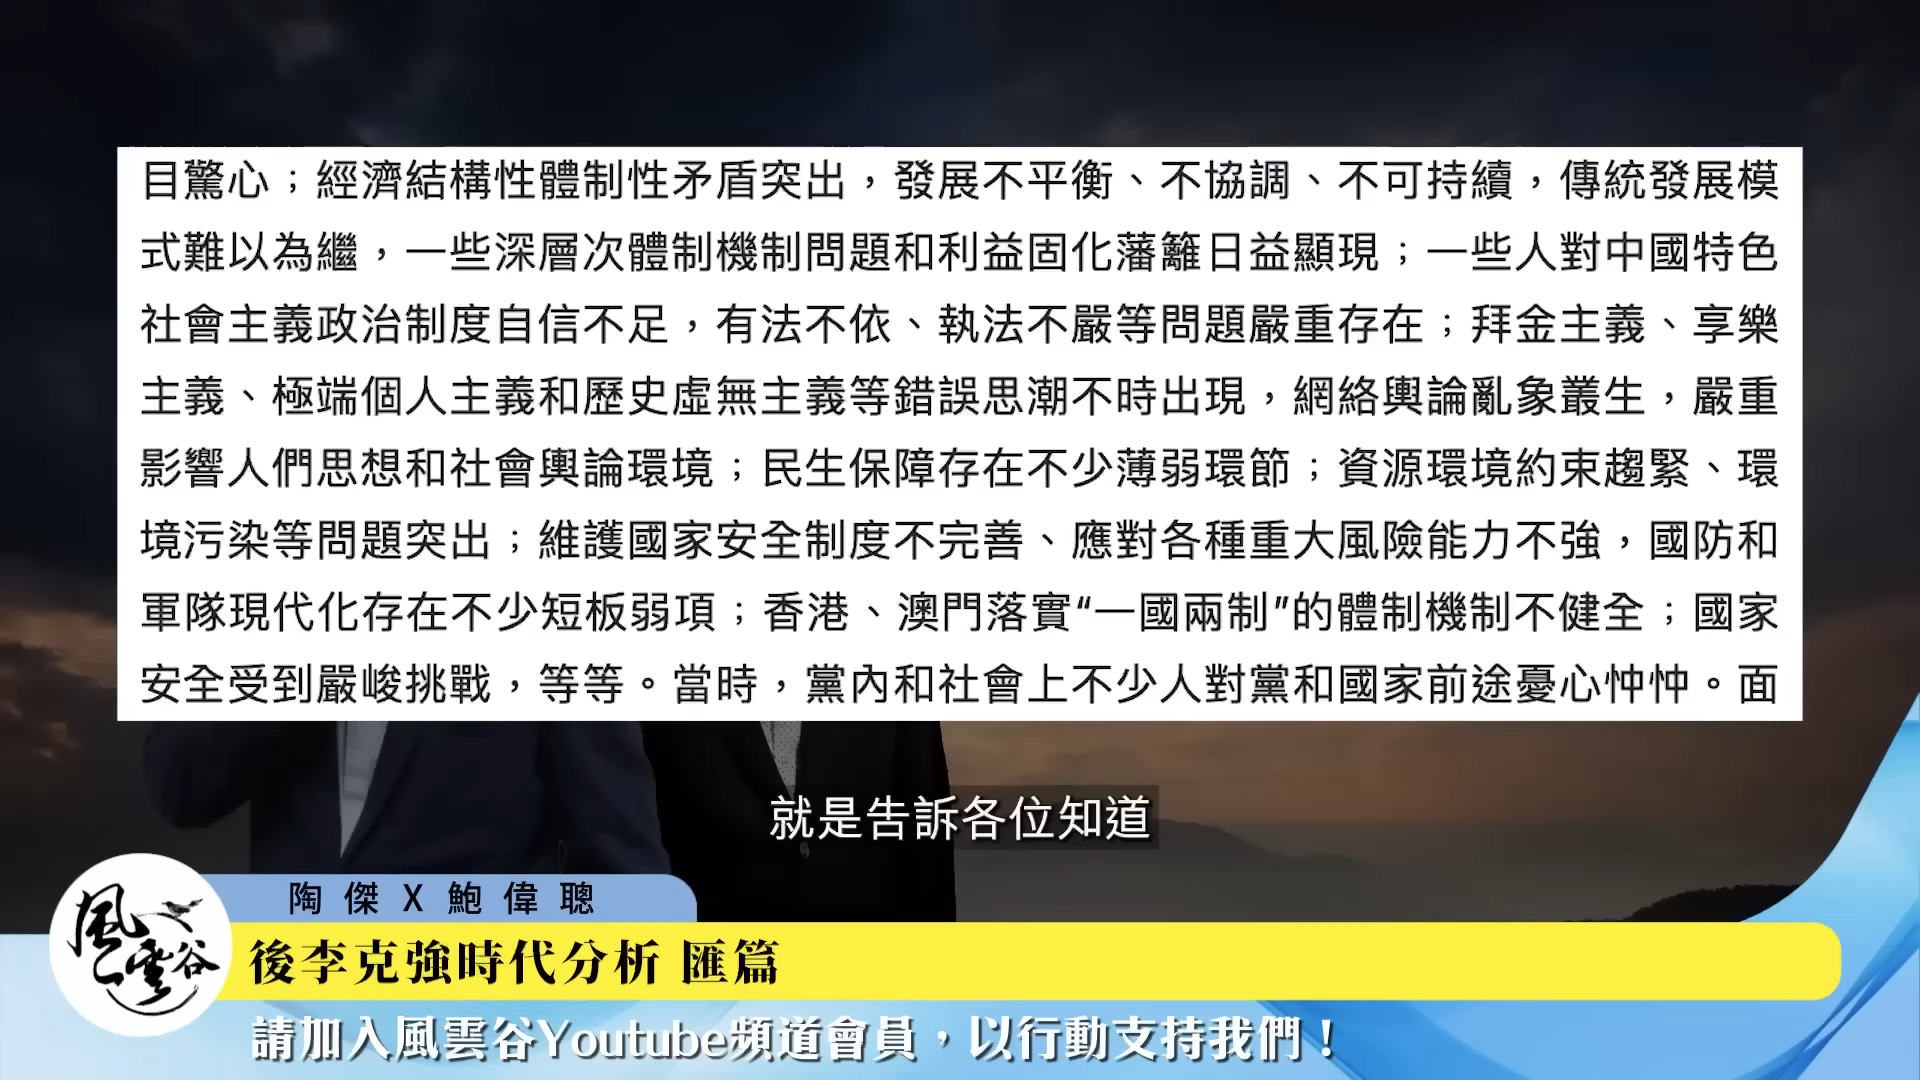 目驚心；經濟結構性體制性矛盾突出，發展不平衡、不協調、不可持續，傳統發展模
式難以為繼，一些深層次體制機制問題和利益固化藩籬日益顯現；一些人對中國特色
社會主義政治制度自信不足，有法不依、執法不嚴等問題嚴重存在；拜金主義、享樂
主義、極端個人主義和歷史虛無主義等錯誤思潮不時出現，網絡輿論亂象叢生，嚴重
影響人們思想和社會輿論環境；民生保障存在不少薄弱環節；資源環境約束趨緊、環
境污染等問題突出；維護國家安全制度不完善、應對各種重大風險能力不強，國防和
軍隊現代化存在不少短板弱項；香港、澳門落實“一國兩制”的體制機制不健全；國家
安全受到嚴峻挑戰，等等。當時，黨內和社會上不少人對黨和國家前途憂心忡忡。面
就是告訴各位知道
陶傑X鮑偉聰
風雲谷
後李克強時代分析 匯篇
請加入風雲谷Youtube頻道會員，以行動支持我們！